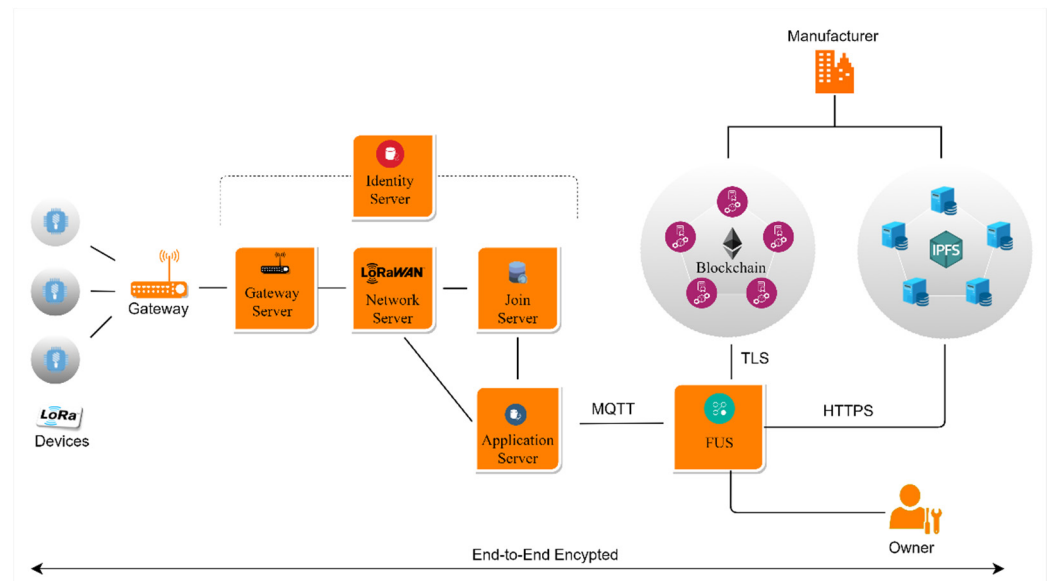 Manufacturer
Identity
Server
Gateway
Gateway
Server
LoRaWAN
Network
Server
Join
Server
Blockchain
IPFS
TLS
LoRa
Devices
Application
Server
MQTT
FUS
HTTPS
Owner
End-to-End Encypted